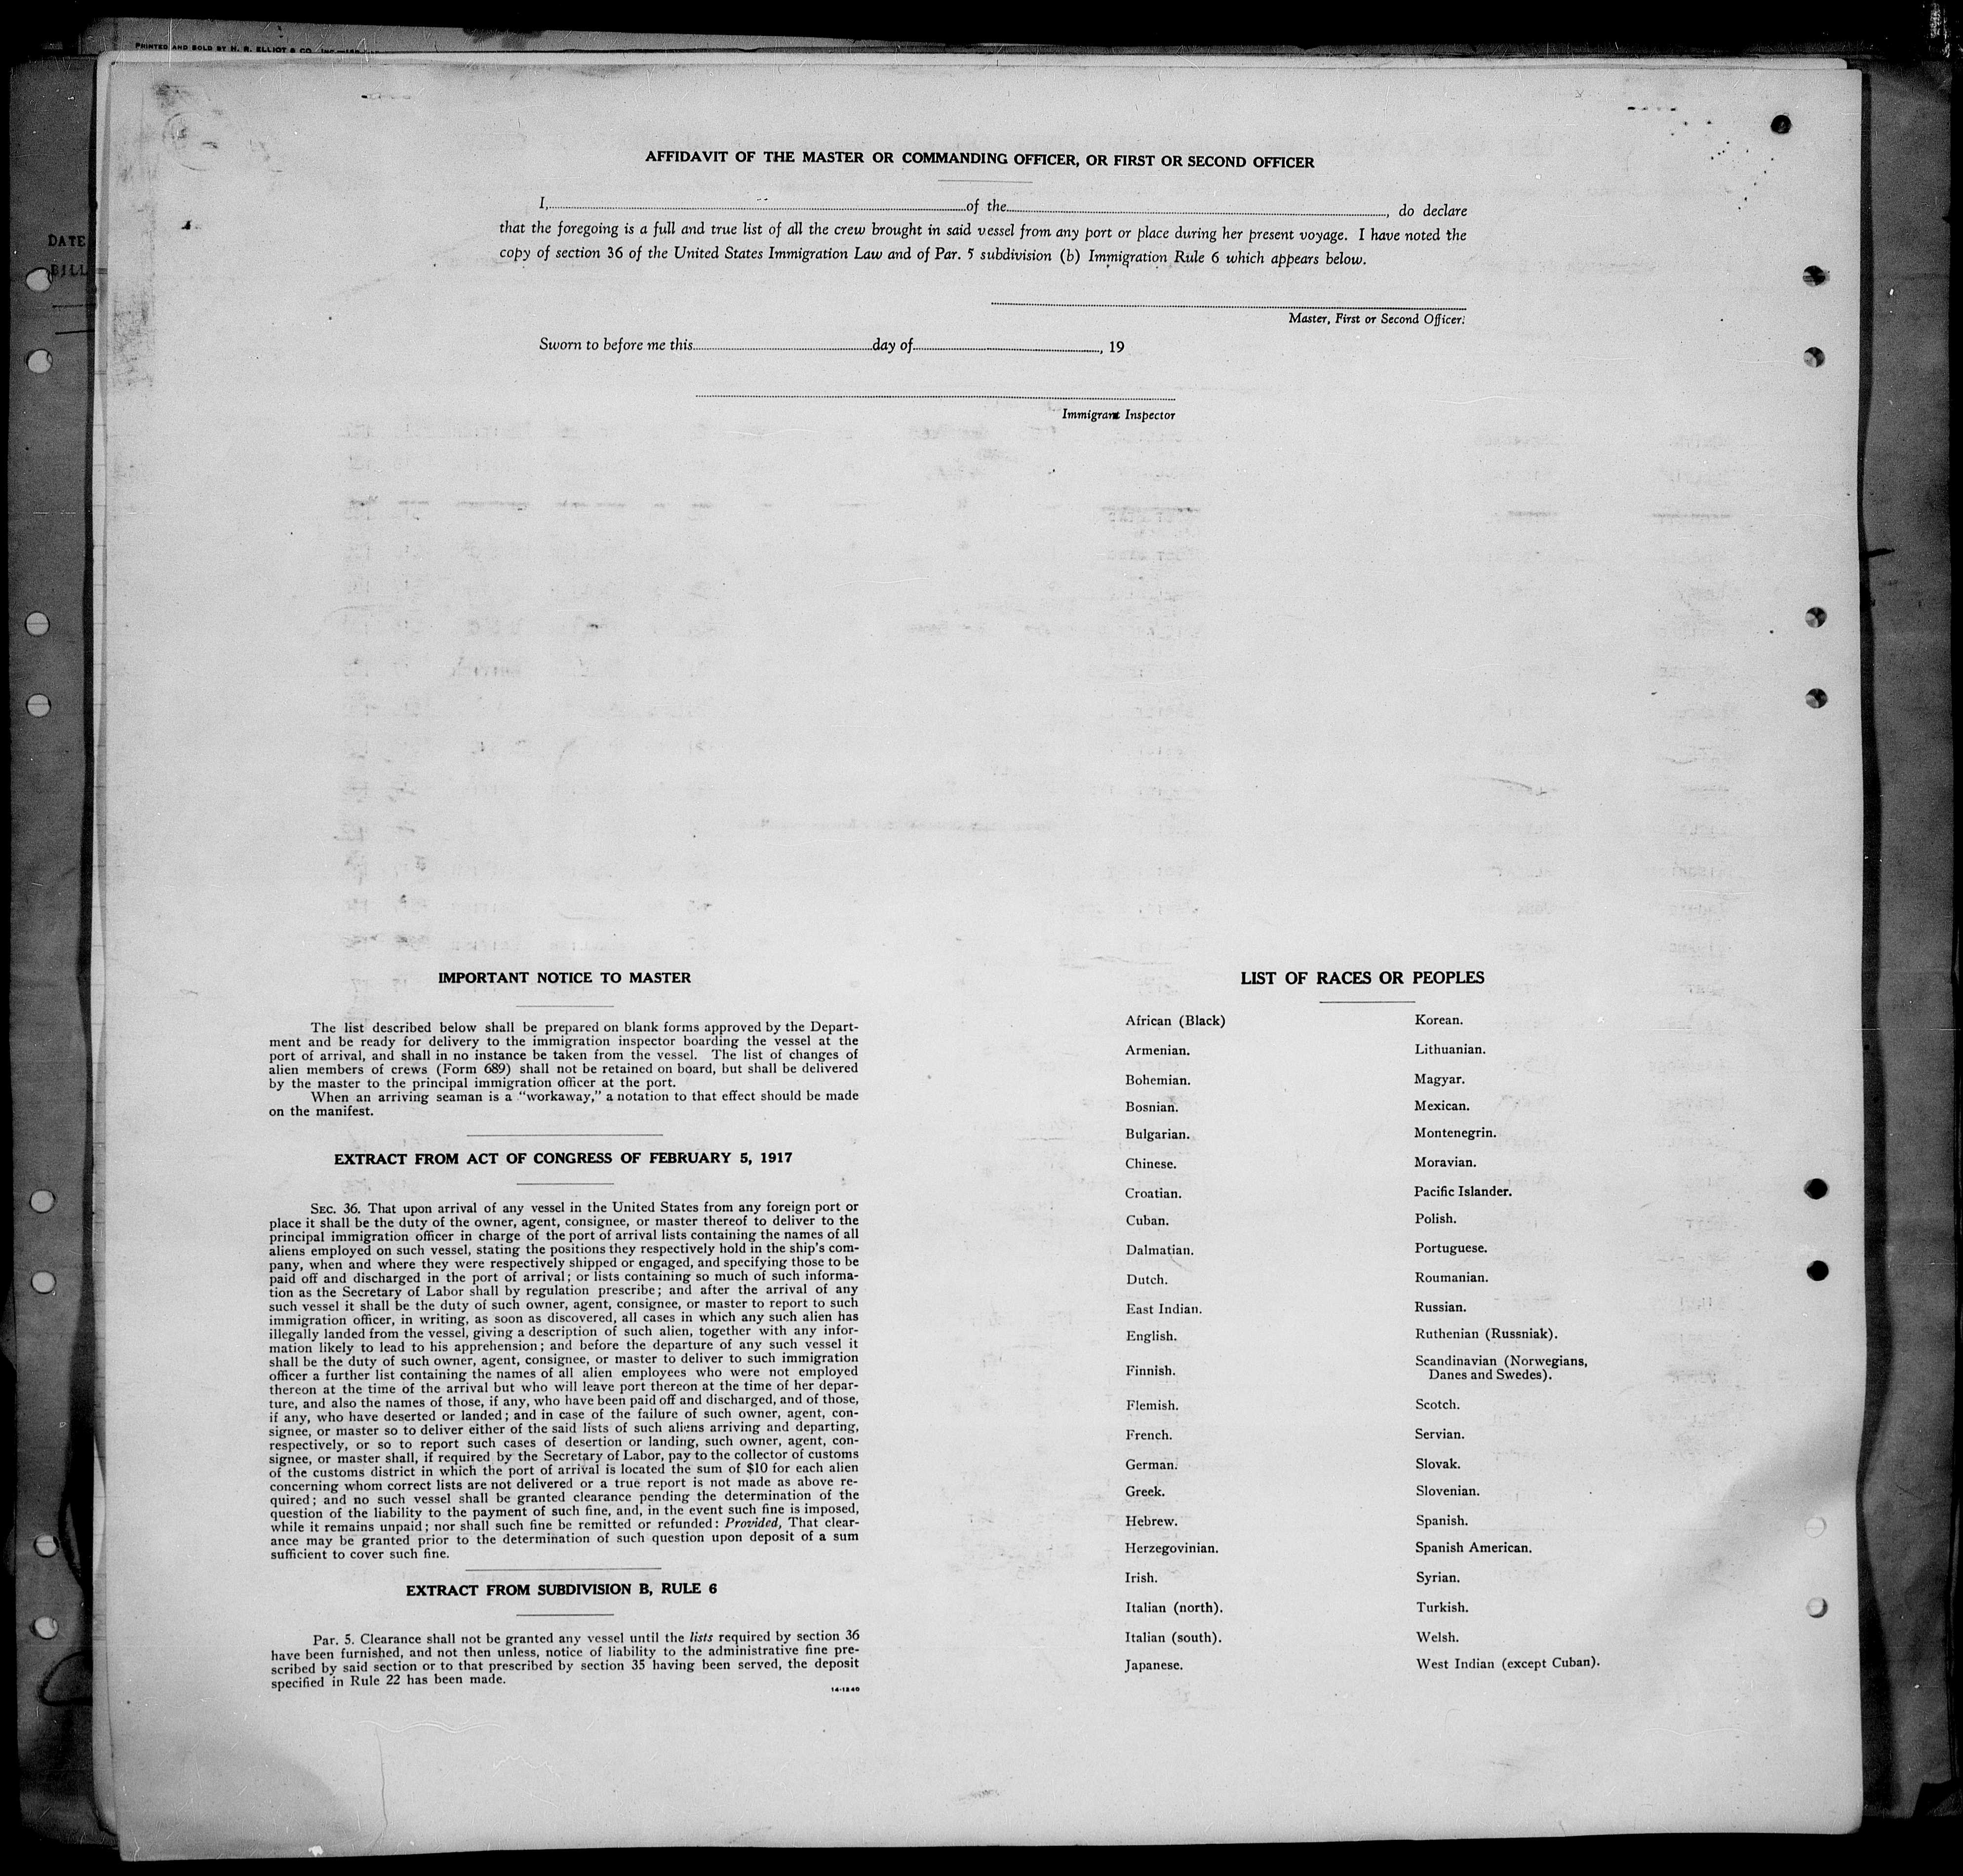 PRINTED AND SOLD BY H. R. ELLIOT & CO., INC.
DATE
BILL
AFFIDAVIT OF THE MASTER OR COMMANDING OFFICER, OR FIRST OR SECOND OFFICER
I, of the , do declare
that the foregoing is a full and true list of all the crew brought in said vessel from any port or place during her present voyage. I have noted the
copy of section 36 of the United States Immigration Law and of Par. 5 subdivision (b) Immigration Rule 6 which appears below.
Master, First or Second Officer.
Sworn to before me this day of , 19
Immigrant Inspector
IMPORTANT NOTICE TO MASTER
The list described below shall be prepared on blank forms approved by the Depart-
ment and be ready for delivery to the immigration inspector boarding the vessel at the
port of arrival, and shall in no instance be taken from the vessel. The list of changes of
alien members of crews (Form 689) shall not be retained on board, but shall be delivered
by the master to the principal immigration officer at the port.
When an arriving seaman is a "workaway," a notation to that effect should be made
on the manifest.
EXTRACT FROM ACT OF CONGRESS OF FEBRUARY 5, 1917
SEC. 36. That upon arrival of any vessel in the United States from any foreign port or
place it shall be the duty of the owner, agent, consignee, or master thereof to deliver to the
principal immigration officer in charge of the port of arrival lists containing the names of all
aliens employed on such vessel, stating the positions they respectively hold in the ship's com-
pany, when and where they were respectively shipped or engaged, and specifying those to be
paid off and discharged in the port of arrival; or lists containing so much of such informa-
tion as the Secretary of Labor shall by regulation prescribe; and after the arrival of any
such vessel it shall be the duty of such owner, agent, consignee, or master to report to such
immigration officer, in writing, as soon as discovered, all cases in which any such alien has
illegally landed from the vessel, giving a description of such alien, together with any infor-
mation likely to lead to his apprehension; and before the departure of any such vessel it
shall be the duty of such owner, agent, consignee, or master to deliver to such immigration
officer a further list containing the names of all alien employees who were not employed
thereon at the time of the arrival but who will leave port thereon at the time of her depar-
ture, and also the names of those, if any, who have been paid off and discharged, and of those,
if any, who have deserted or landed; and in case of the failure of such owner, agent, con-
signee, or master so to deliver either of the said lists of such aliens arriving and departing,
respectively, or so to report such cases of desertion or landing, such owner, agent, con-
signee, or master shall, if required by the Secretary of Labor, pay to the collector of customs
of the customs district in which the port of arrival is located the sum of $10 for each alien
concerning whom correct lists are not delivered or a true report is not made as above re-
quired; and no such vessel shall be granted clearance pending the determination of the
question of the liability to the payment of such fine, and, in the event such fine is imposed,
while it remains unpaid; nor shall such fine be remitted or refunded: Provided, That clear-
ance may be granted prior to the determination of such question upon deposit of a sum
sufficient to cover such fine.
EXTRACT FROM SUBDIVISION B, RULE 6
Par. 5. Clearance shall not be granted any vessel until the lists required by section 36
have been furnished, and not then unless, notice of liability to the administrative fine pre-
scribed by said section or to that prescribed by section 35 having been served, the deposit
specified in Rule 22 has been made.
14-1240
LIST OF RACES OR PEOPLES
African (Black)
Armenian.
Bohemian.
Bosnian.
Bulgarian.
Chinese.
Croatian.
Cuban.
Dalmatian.
Dutch.
East Indian.
English.
Finnish.
Flemish.
French.
German.
Greek.
Hebrew.
Herzegovinian.
Irish.
Italian (north).
Italian (south).
Japanese.
Korean.
Lithuanian.
Magyar.
Mexican.
Montenegrin.
Moravian.
Pacific Islander.
Polish.
Portuguese.
Roumanian.
Russian.
Ruthenian (Russniak).
Scandinavian (Norwegians,
Danes and Swedes).
Scotch.
Servian.
Slovak.
Slovenian.
Spanish.
Spanish American.
Syrian.
Turkish.
Welsh.
West Indian (except Cuban).